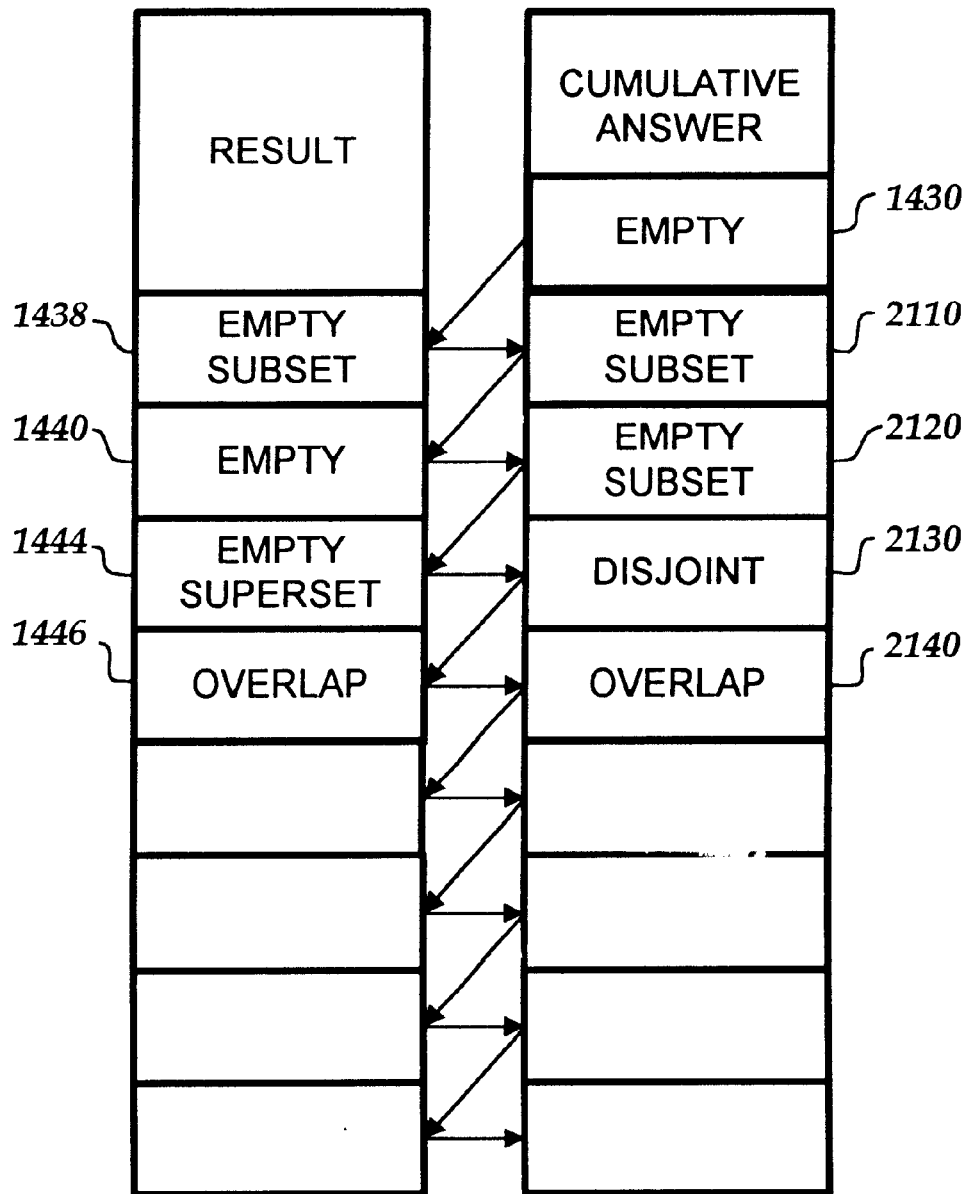 RESULT
CUMULATIVE
ANSWER
EMPTY
1430
1438
EMPTY
SUBSET
EMPTY
SUBSET
2110
1440
EMPTY
EMPTY
SUBSET
2120
1444
EMPTY
SUPERSET
DISJOINT
2130
1446
OVERLAP
OVERLAP
2140